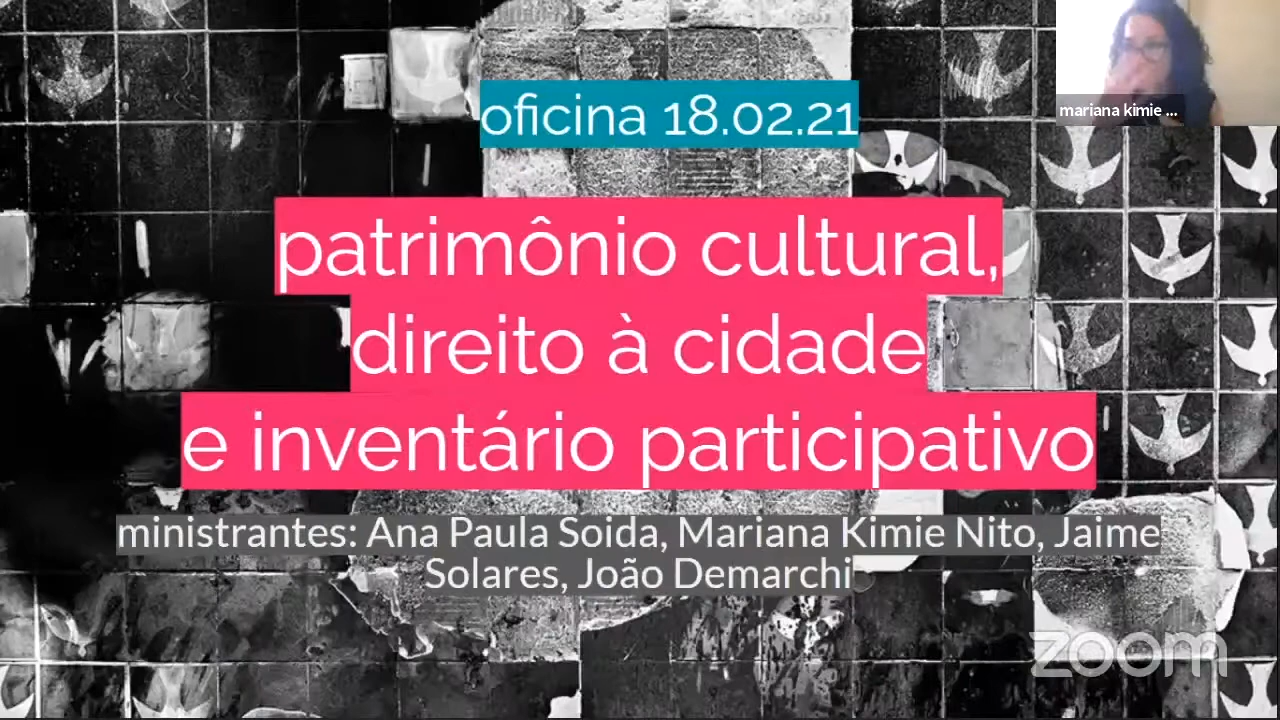 oficina 18.02.21
mariana kimie ...
patrimônio cultural,
direito à cidade
e inventário participativo
ministrantes: Ana Paula Soida, Mariana Kimie Nito, Jaime
Solares, João Demarchi
zoom